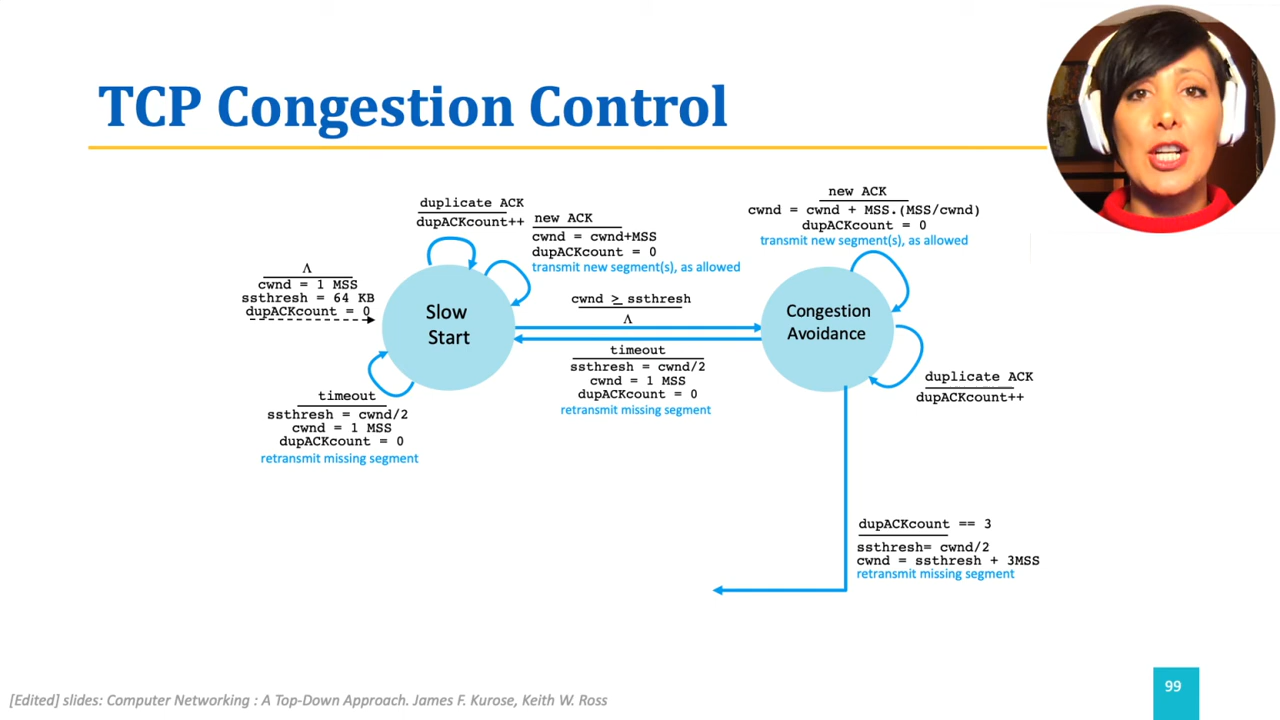 TCP Congestion Control
duplicate ACK
dupACKcount++
new ACK
cwnd = cwnd+MSS
dupACKcount = 0
transmit new segment(s), as allowed
new ACK
cwnd = cwnd + MSS.(MSS/cwnd)
dupACKcount = 0
transmit new segment(s), as allowed
Λ
cwnd = 1 MSS
ssthresh = 64 KB
dupACKcount = 0
Slow
Start
cwnd > ssthresh
Λ
Congestion
Avoidance
timeout
ssthresh = cwnd/2
cwnd = 1 MSS
dupACKcount = 0
retransmit missing segment
duplicate ACK
dupACKcount++
timeout
ssthresh = cwnd/2
cwnd = 1 MSS
dupACKcount = 0
retransmit missing segment
dupACKcount == 3
ssthresh= cwnd/2
cwnd = ssthresh + 3MSS
retransmit missing segment
99
[Edited] slides: Computer Networking : A Top-Down Approach. James F. Kurose, Keith W. Ross